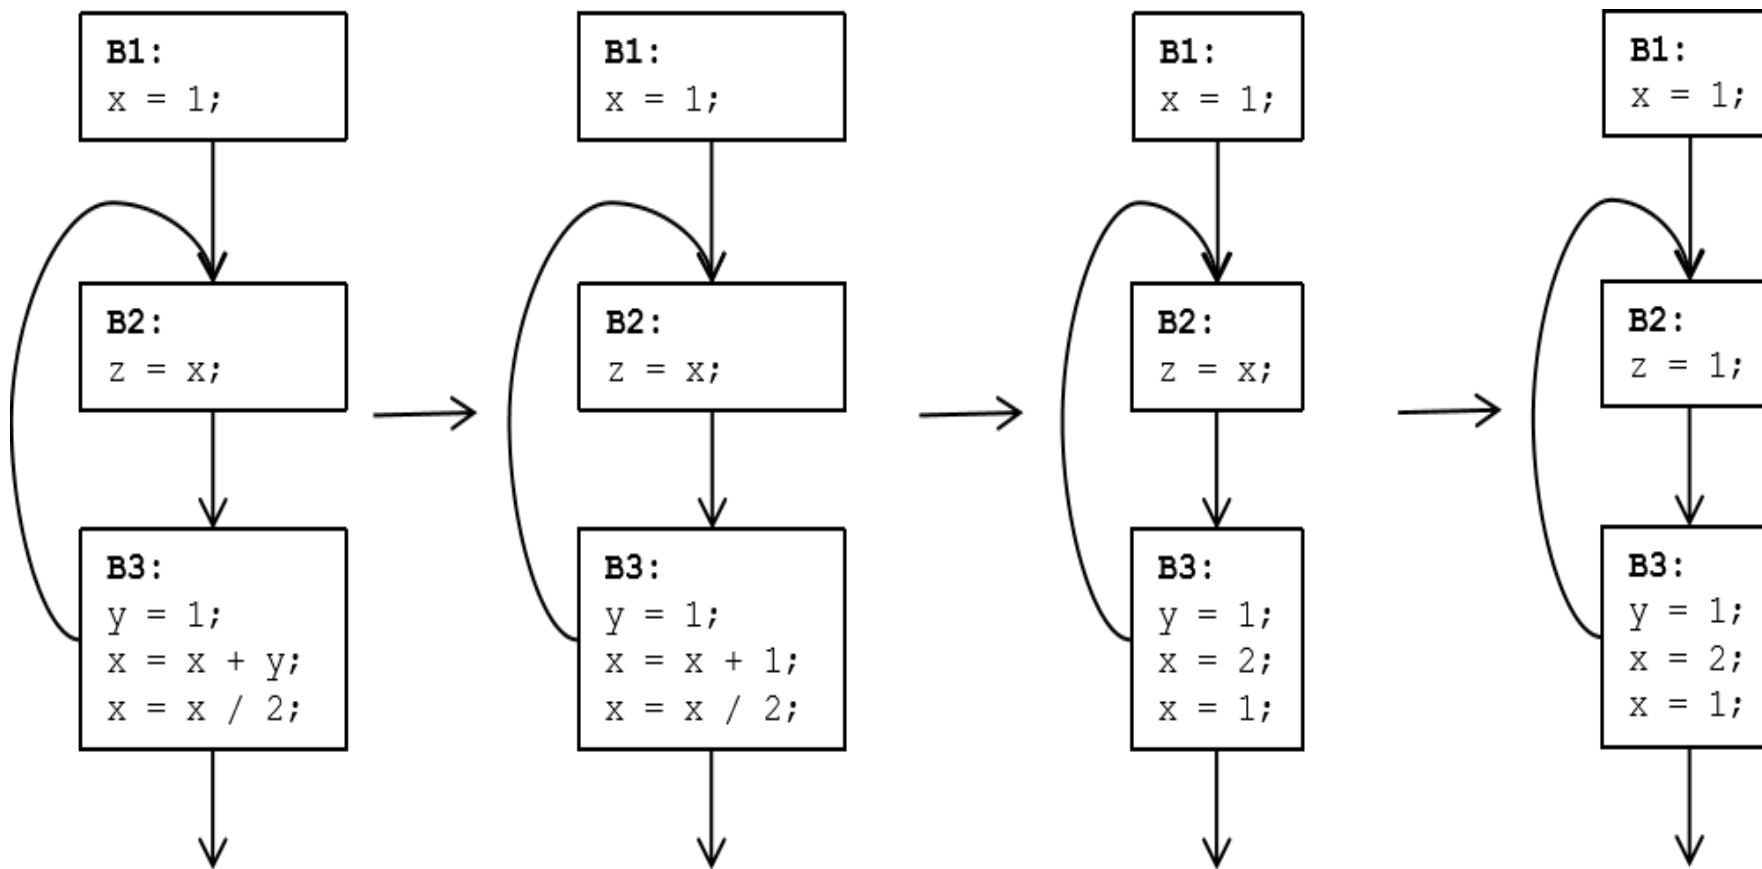 B1:
x = 1;
B2:
z = x;
B3:
y = 1;
x = x + y;
x = x / 2;
B1:
x = 1;
B2:
z = x;
B3:
y = 1;
x = x + 1;
x = x / 2;
B1:
x = 1;
B2:
z = x;
B3:
y = 1;
x = 2;
x = 1;
B1:
x = 1;
B2:
z = 1;
B3:
y = 1;
x = 2;
x = 1;